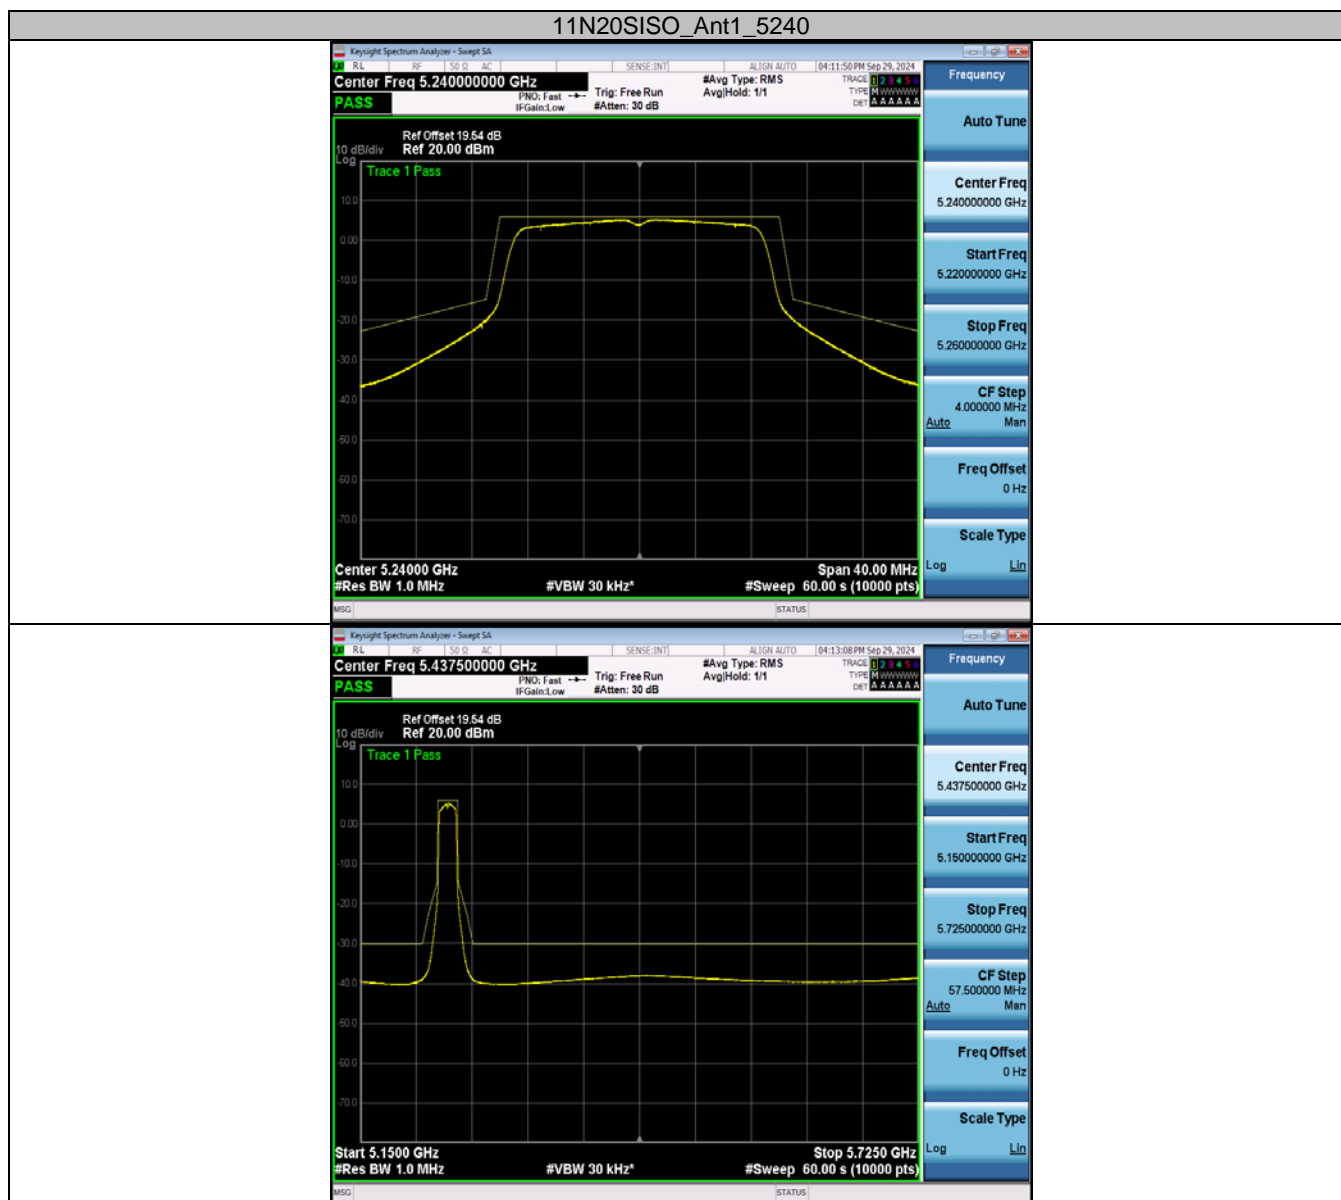 11N20SISO_Ant1_5240
Keysight Spectrum Analyzer - Swept SA
RL RF 50 Ω AC SENSE:INT ALIGN AUTO 04:11:50 PM Sep 29, 2024
Center Freq 5.240000000 GHz
PASS
PNO: Fast
IFGain:Low
Trig: Free Run
#Atten: 30 dB
#Avg Type: RMS
Avg|Hold: 1/1
TRACE 1 2 3 4 5 6
TYPE M WWWWW
DET A A A A A A
Ref Offset 19.54 dB
10 dB/div Ref 20.00 dBm
Log
Trace 1 Pass
10.0
0.00
-10.0
-20.0
-30.0
-40.0
-50.0
-60.0
-70.0
Center 5.24000 GHz Span 40.00 MHz
#Res BW 1.0 MHz #VBW 30 kHz* #Sweep 60.00 s (10000 pts)
MSG STATUS
Frequency
Auto Tune
Center Freq
5.240000000 GHz
Start Freq
5.220000000 GHz
Stop Freq
5.260000000 GHz
CF Step
4.000000 MHz
Auto Man
Freq Offset
0 Hz
Scale Type
Log Lin
Keysight Spectrum Analyzer - Swept SA
RL RF 50 Ω AC SENSE:INT ALIGN AUTO 04:13:08 PM Sep 29, 2024
Center Freq 5.437500000 GHz
PASS
PNO: Fast
IFGain:Low
Trig: Free Run
#Atten: 30 dB
#Avg Type: RMS
Avg|Hold: 1/1
TRACE 1 2 3 4 5 6
TYPE M WWWWW
DET A A A A A A
Ref Offset 19.54 dB
10 dB/div Ref 20.00 dBm
Log
Trace 1 Pass
10.0
0.00
-10.0
-20.0
-30.0
-40.0
-50.0
-60.0
-70.0
Start 5.1500 GHz Stop 5.7250 GHz
#Res BW 1.0 MHz #VBW 30 kHz* #Sweep 60.00 s (10000 pts)
MSG STATUS
Frequency
Auto Tune
Center Freq
5.437500000 GHz
Start Freq
5.150000000 GHz
Stop Freq
5.725000000 GHz
CF Step
57.500000 MHz
Auto Man
Freq Offset
0 Hz
Scale Type
Log Lin